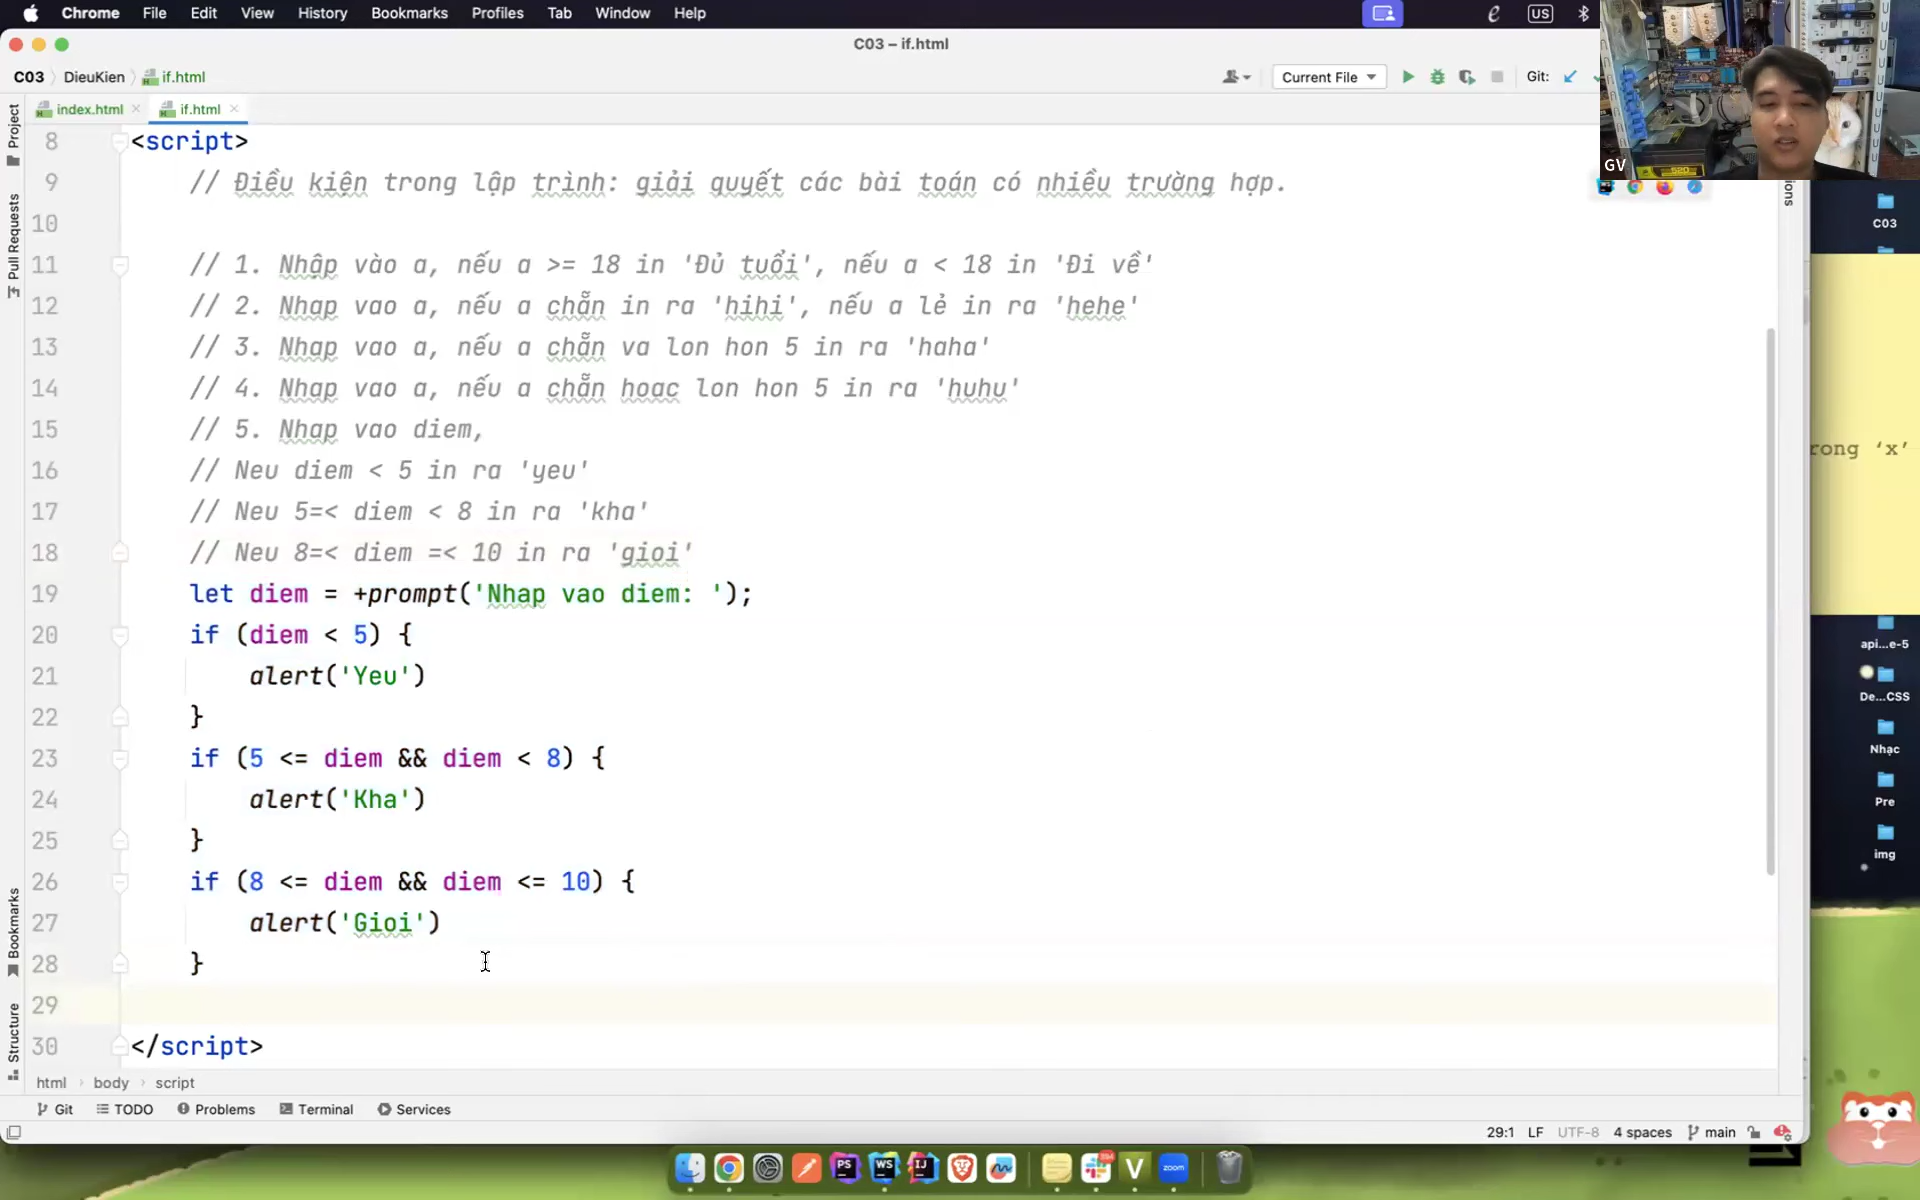 Chrome File Edit View History Bookmarks Profiles Tab Window Help US
C03 – if.html
C03 DieuKien if.html Current File Git:
index.html if.html
GV
Project
Pull Requests
Bookmarks
Structure
8 <script>
9 // Điều kiện trong lập trình: giải quyết các bài toán có nhiều trường hợp.
10
11 // 1. Nhập vào a, nếu a >= 18 in 'Đủ tuổi', nếu a < 18 in 'Đi về'
12 // 2. Nhap vao a, nếu a chẵn in ra 'hihi', nếu a lẻ in ra 'hehe'
13 // 3. Nhap vao a, nếu a chẵn va lon hon 5 in ra 'haha'
14 // 4. Nhap vao a, nếu a chẵn hoac lon hon 5 in ra 'huhu'
15 // 5. Nhap vao diem,
16 // Neu diem < 5 in ra 'yeu'
17 // Neu 5=< diem < 8 in ra 'kha'
18 // Neu 8=< diem =< 10 in ra 'gioi'
19 let diem = +prompt('Nhap vao diem: ');
20 if (diem < 5) {
21 alert('Yeu')
22 }
23 if (5 <= diem && diem < 8) {
24 alert('Kha')
25 }
26 if (8 <= diem && diem <= 10) {
27 alert('Gioi')
28 }
29
30 </script>
html body script
Git TODO Problems Terminal Services
29:1 LF UTF-8 4 spaces main
C03
rong ‘x’
api...e-5
De...CSS
Nhạc
Pre
img
PS WS IJ V zoom